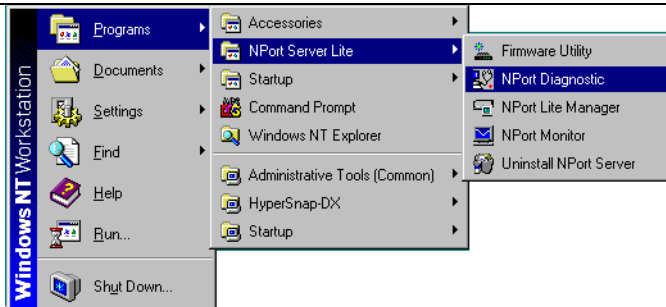 Windows NT Workstation
Programs
Documents
Settings
Find
Help
Run...
Shut Down...
Accessories
NPort Server Lite
Startup
Command Prompt
Windows NT Explorer
Administrative Tools (Common)
HyperSnap-DX
Startup
Firmware Utility
NPort Diagnostic
NPort Lite Manager
NPort Monitor
Uninstall NPort Server